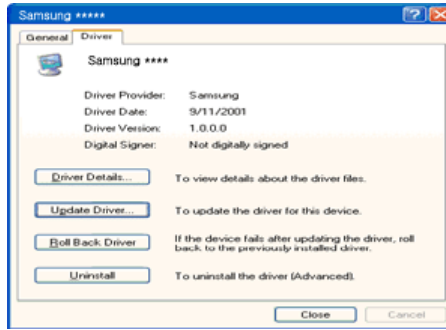 Samsung *****
General Driver
Samsung ****
Driver Provider: Samsung
Driver Date: 9/11/2001
Driver Version: 1.0.0.0
Digital Signer: Not digitally signed
Driver Details... To view details about the driver files.
Update Driver... To update the driver for this device.
Roll Back Driver If the device fails after updating the driver, roll
back to the previously installed driver.
Uninstall To uninstall the driver (Advanced).
Close Cancel